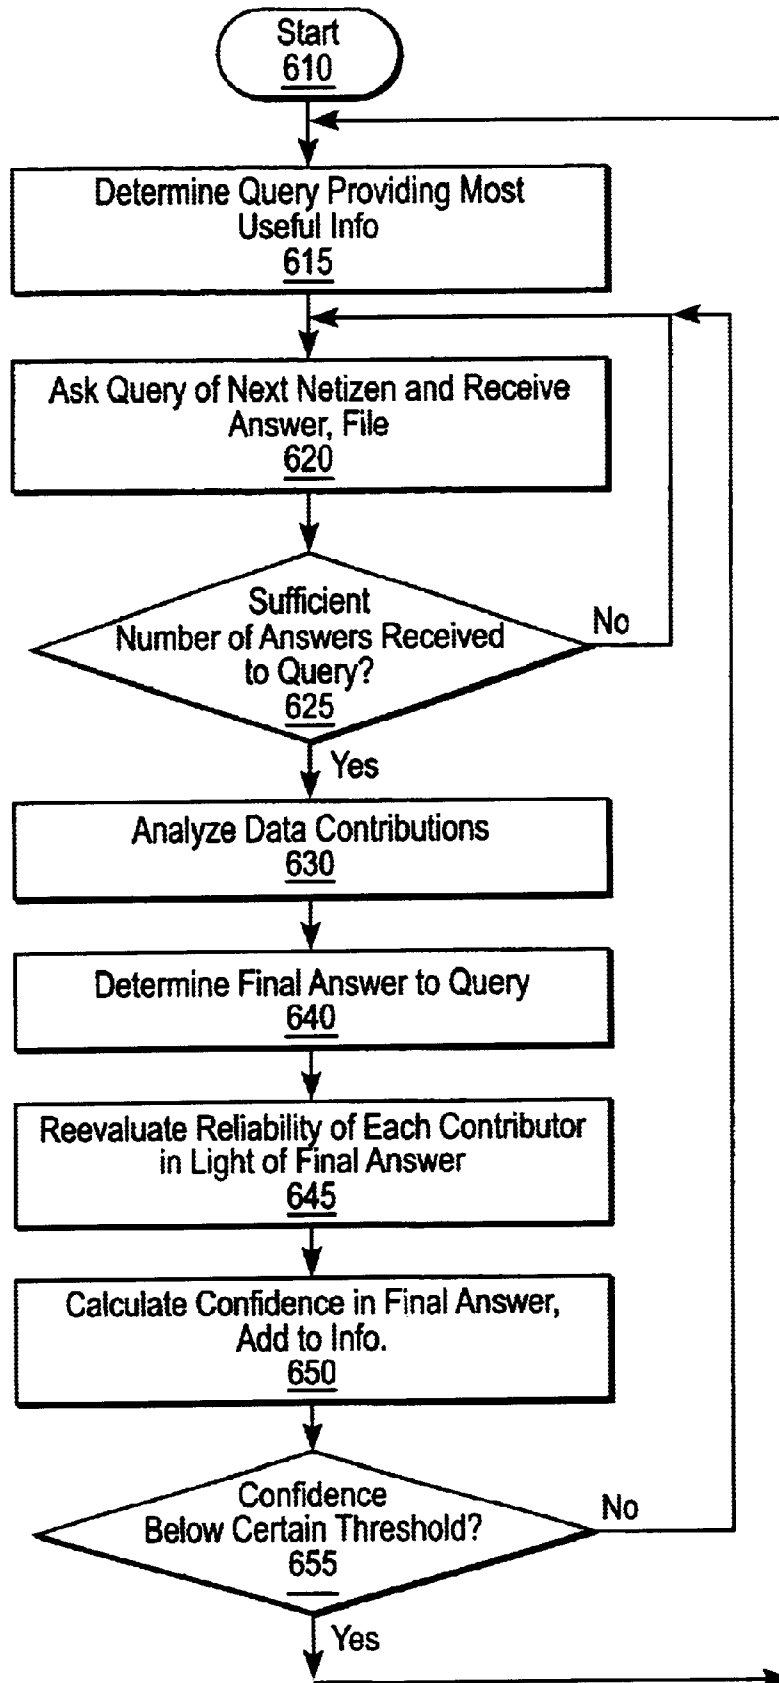 Start
610
Determine Query Providing Most
Useful Info
615
Ask Query of Next Netizen and Receive
Answer, File
620
Sufficient
Number of Answers Received
to Query?
625
No
Yes
Analyze Data Contributions
630
Determine Final Answer to Query
640
Reevaluate Reliability of Each Contributor
in Light of Final Answer
645
Calculate Confidence in Final Answer,
Add to Info.
650
Confidence
Below Certain Threshold?
655
No
Yes